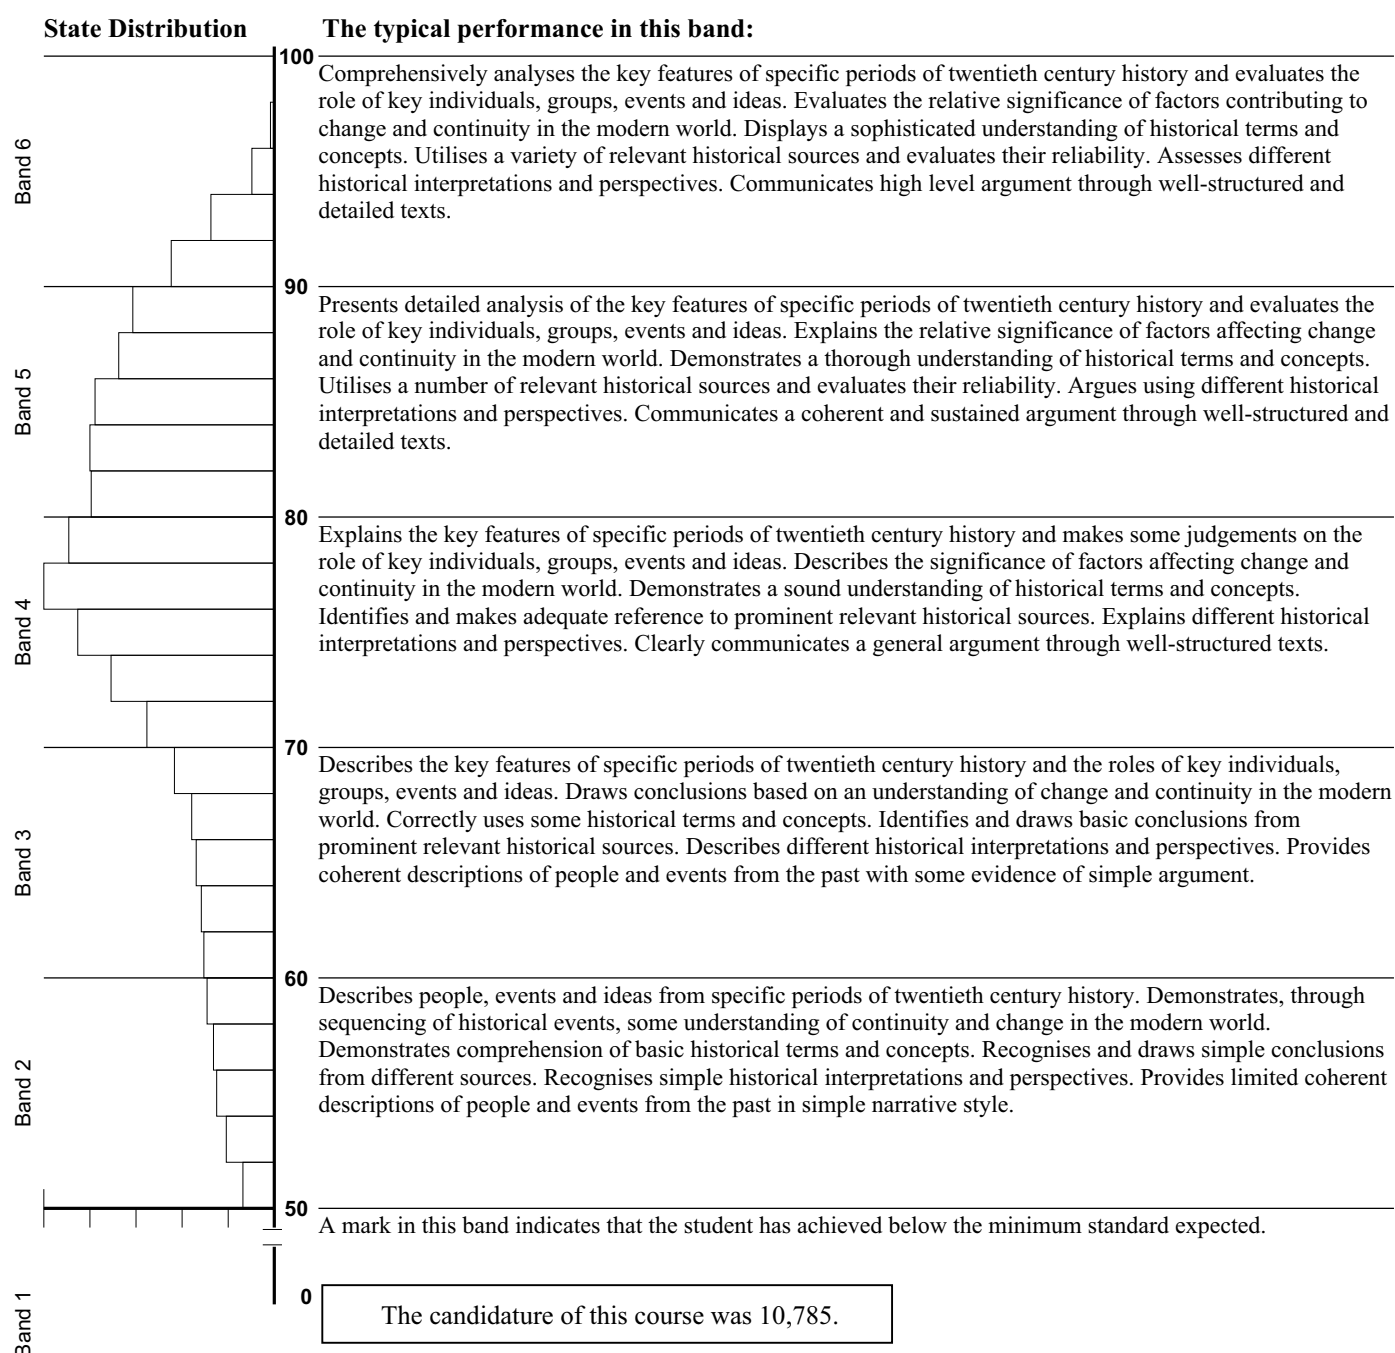 State Distribution
The typical performance in this band:
100
Band 6
Comprehensively analyses the key features of specific periods of twentieth century history and evaluates the
role of key individuals, groups, events and ideas. Evaluates the relative significance of factors contributing to
change and continuity in the modern world. Displays a sophisticated understanding of historical terms and
concepts. Utilises a variety of relevant historical sources and evaluates their reliability. Assesses different
historical interpretations and perspectives. Communicates high level argument through well-structured and
detailed texts.
90
Band 5
Presents detailed analysis of the key features of specific periods of twentieth century history and evaluates the
role of key individuals, groups, events and ideas. Explains the relative significance of factors affecting change
and continuity in the modern world. Demonstrates a thorough understanding of historical terms and concepts.
Utilises a number of relevant historical sources and evaluates their reliability. Argues using different historical
interpretations and perspectives. Communicates a coherent and sustained argument through well-structured and
detailed texts.
80
Band 4
Explains the key features of specific periods of twentieth century history and makes some judgements on the
role of key individuals, groups, events and ideas. Describes the significance of factors affecting change and
continuity in the modern world. Demonstrates a sound understanding of historical terms and concepts.
Identifies and makes adequate reference to prominent relevant historical sources. Explains different historical
interpretations and perspectives. Clearly communicates a general argument through well-structured texts.
70
Band 3
Describes the key features of specific periods of twentieth century history and the roles of key individuals,
groups, events and ideas. Draws conclusions based on an understanding of change and continuity in the modern
world. Correctly uses some historical terms and concepts. Identifies and draws basic conclusions from
prominent relevant historical sources. Describes different historical interpretations and perspectives. Provides
coherent descriptions of people and events from the past with some evidence of simple argument.
60
Band 2
Describes people, events and ideas from specific periods of twentieth century history. Demonstrates, through
sequencing of historical events, some understanding of continuity and change in the modern world.
Demonstrates comprehension of basic historical terms and concepts. Recognises and draws simple conclusions
from different sources. Recognises simple historical interpretations and perspectives. Provides limited coherent
descriptions of people and events from the past in simple narrative style.
50
A mark in this band indicates that the student has achieved below the minimum standard expected.
Band 1
0
The candidature of this course was 10,785.